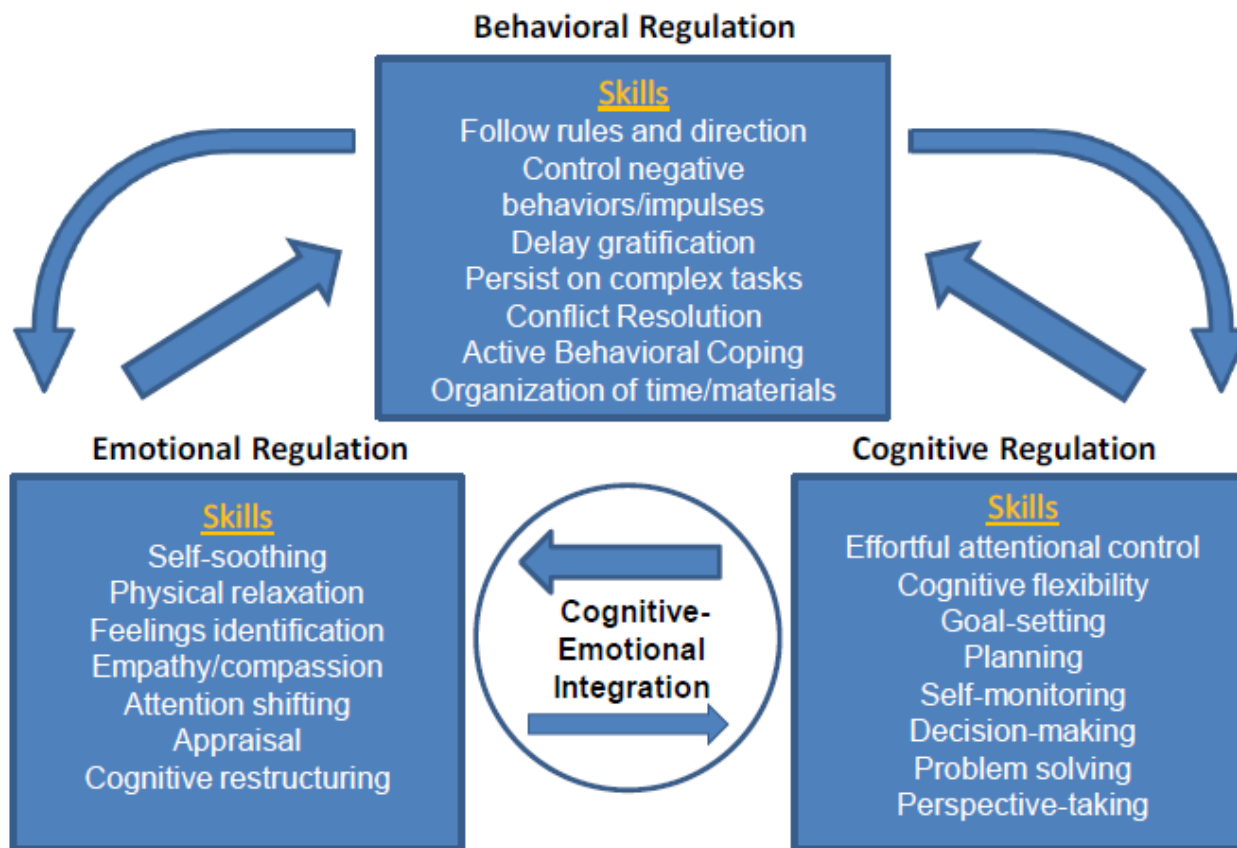 Behavioral Regulation
Skills
Follow rules and direction
Control negative
behaviors/impulses
Delay gratification
Persist on complex tasks
Conflict Resolution
Active Behavioral Coping
Organization of time/materials
Emotional Regulation
Skills
Self-soothing
Physical relaxation
Feelings identification
Empathy/compassion
Attention shifting
Appraisal
Cognitive restructuring
Cognitive-
Emotional
Integration
Cognitive Regulation
Skills
Effortful attentional control
Cognitive flexibility
Goal-setting
Planning
Self-monitoring
Decision-making
Problem solving
Perspective-taking